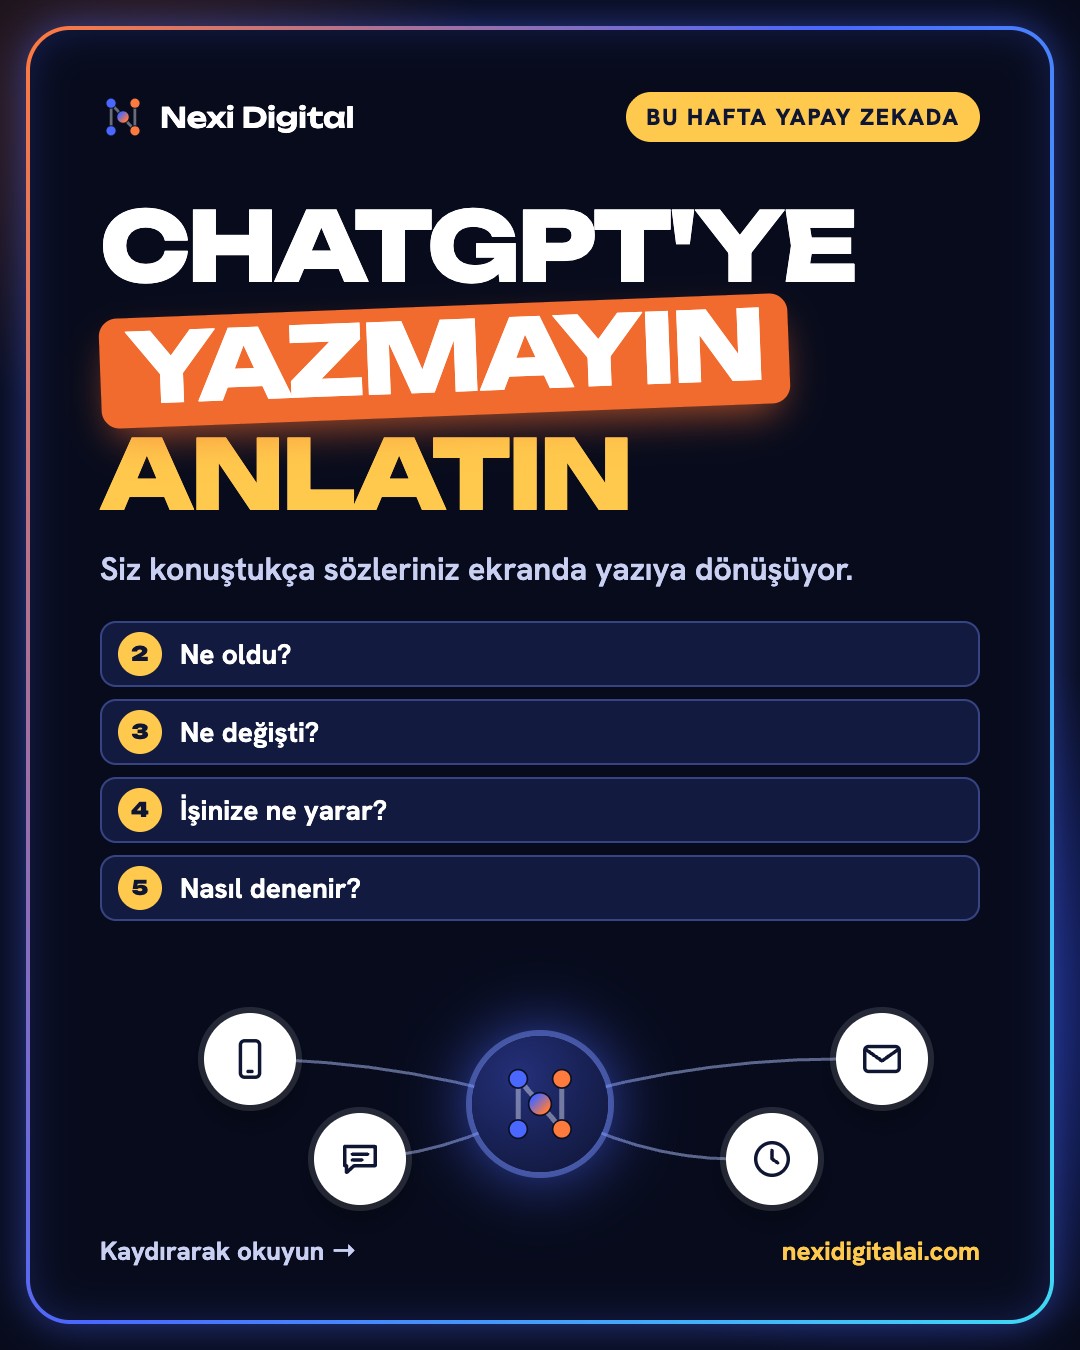 Nexi Digital
BU HAFTA YAPAY ZEKADA
CHATGPT'YE
YAZMAYIN
ANLATIN
Siz konuştukça sözleriniz ekranda yazıya dönüşüyor.
2 Ne oldu?
3 Ne değişti?
4 İşinize ne yarar?
5 Nasıl denenir?
Kaydırarak okuyun →
nexidigitalai.com